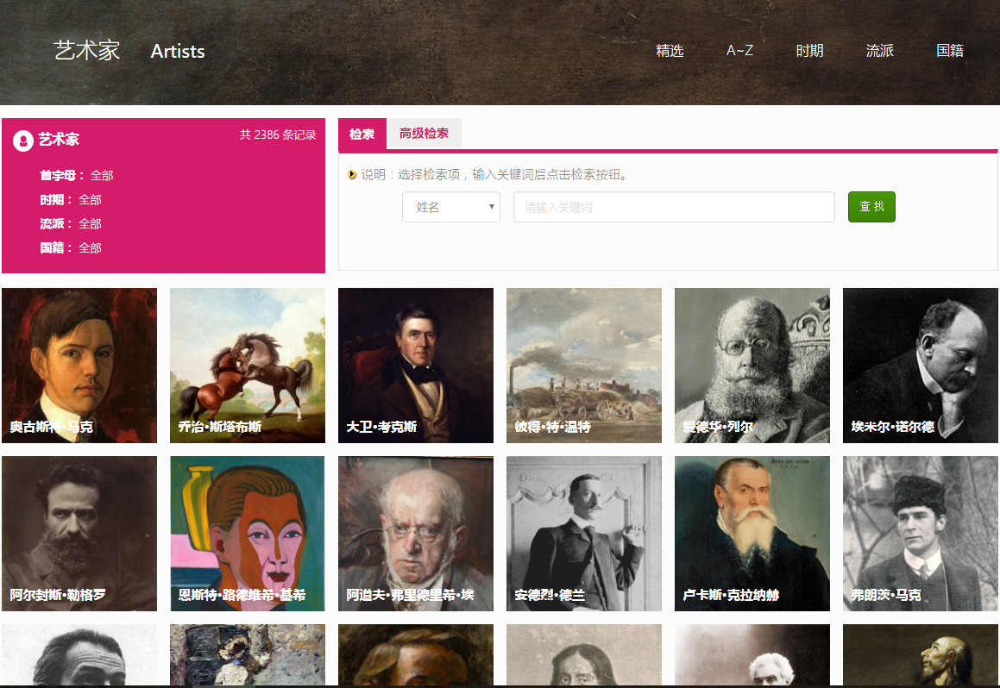 艺术家 Artists
精选 A~Z 时期 流派 国籍
艺术家 共 2386 条记录
首字母： 全部
时期： 全部
流派： 全部
国籍： 全部
检索 高级检索
说明：选择检索项，输入关键词后点击检索按钮。
姓名 请输入关键词 查 找
奥古斯特·马克 乔治·斯塔布斯 大卫·考克斯 彼得·特·温特 爱德华·列尔 埃米尔·诺尔德
阿尔封斯·勒格罗 恩斯特·路德维希·基希 阿道夫·弗里德里希·埃 安德烈·德兰 卢卡斯·克拉纳赫 弗朗茨·马克